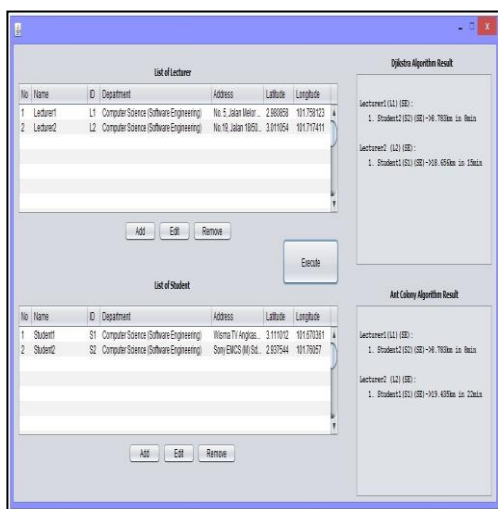 List of Lecturer
No Name ID Department Address Latitude Longitude
1 Lecturer1 L1 Computer Science (Software Engineering) No. 5, Jalan Melor ... 2.980858 101.758123
2 Lecturer2 L2 Computer Science (Software Engineering) No.19, Jalan 18/50... 3.011054 101.717411
Add Edit Remove
Execute
List of Student
No Name ID Department Address Latitude Longitude
1 Student1 S1 Computer Science (Software Engineering) Wisma TV Angkas... 3.111012 101.670361
2 Student2 S2 Computer Science (Software Engineering) Sony EMCS (M) Sd... 2.937544 101.76057
Add Edit Remove
Djikstra Algorithm Result
Lecturer1(L1)(SE):
1. Student2(S2)(SE)->8.783km in 8min
Lecturer2 (L2)(SE):
1. Student1(S1)(SE)->18.656km in 15min
Ant Colony Algorithm Result
Lecturer1(L1)(SE):
1. Student2(S2)(SE)->8.783km in 8min
Lecturer2 (L2)(SE):
1. Student1(S1)(SE)->19.435km in 22min